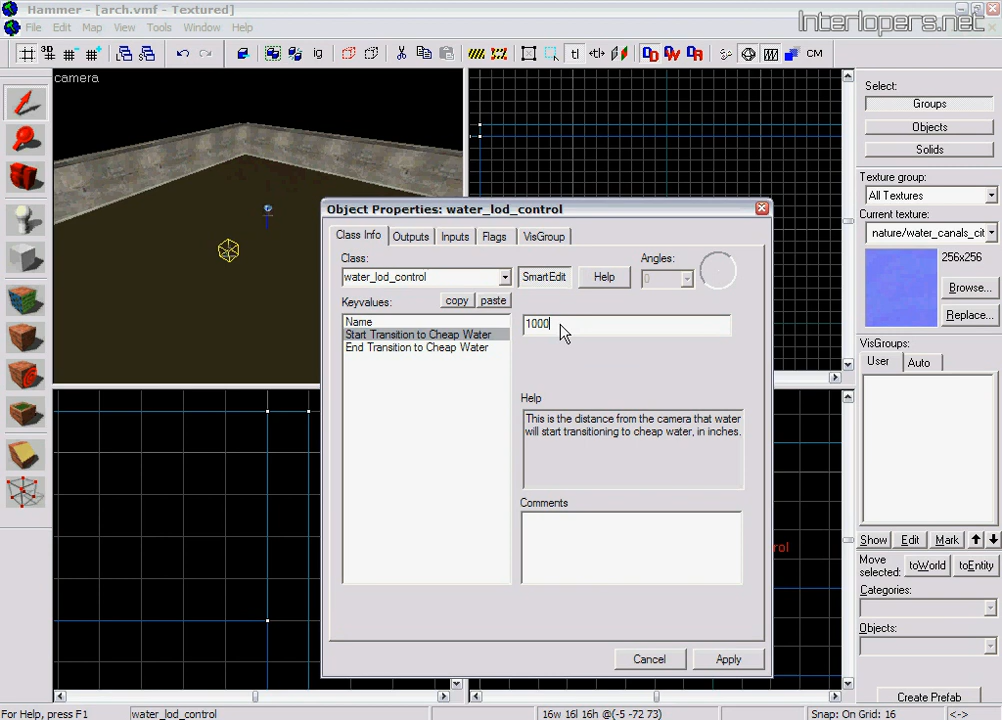 Hammer - [arch.vmf - Textured]
Interlopers.net
File Edit Map View Tools Window Help
3D
ig
tl
CM
camera
Select:
Groups
Objects
Solids
Texture group:
All Textures
Current texture:
nature/water_canals_cit
256x256
Browse...
Replace...
VisGroups:
User Auto
Show Edit Mark
Move selected:
toWorld toEntity
Categories:
Objects:
Create Prefab
Object Properties: water_lod_control
Class Info Outputs Inputs Flags VisGroup
Class:
water_lod_control
SmartEdit Help
Angles:
0
Keyvalues:
copy paste
Name
Start Transition to Cheap Water
End Transition to Cheap Water
1000
Help
This is the distance from the camera that water
will start transitioning to cheap water, in inches.
Comments
Cancel Apply
rol
For Help, press F1
water_lod_control
16w 16l 16h @(-5 -72 73)
Snap: On Grid: 16
<->